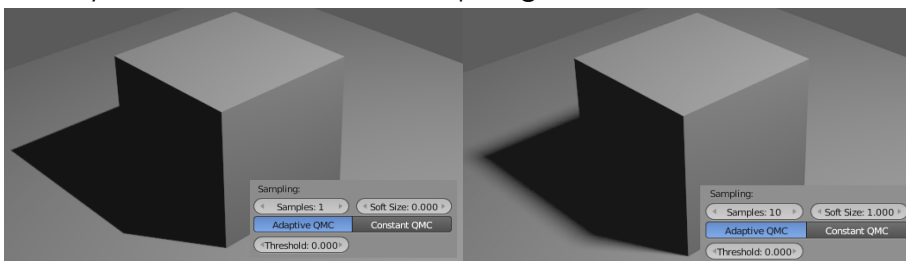 Sampling:
Samples: 1
Soft Size: 0.000
Adaptive QMC
Constant QMC
Threshold: 0.000
Sampling:
Samples: 10
Soft Size: 1.000
Adaptive QMC
Constant QMC
Threshold: 0.000